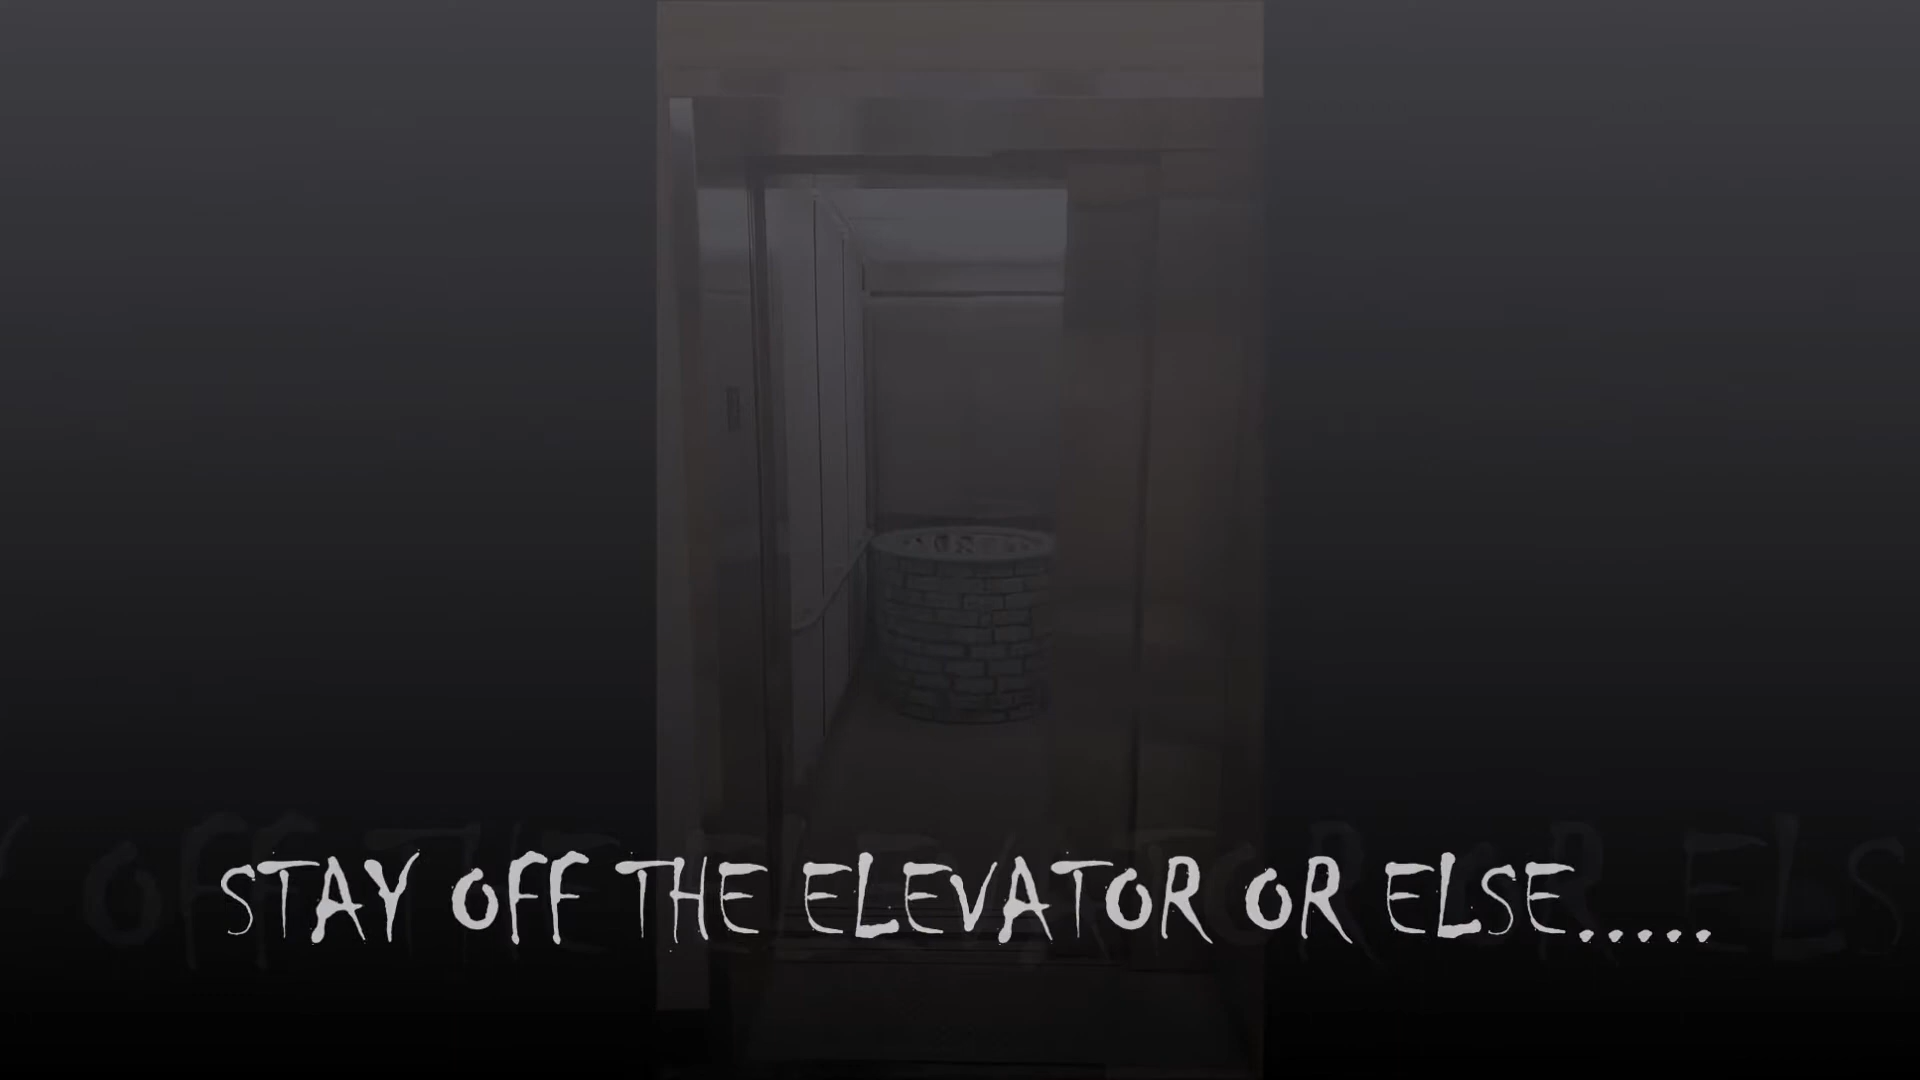 STAY OFF THE ELEVATOR OR ELSE.....